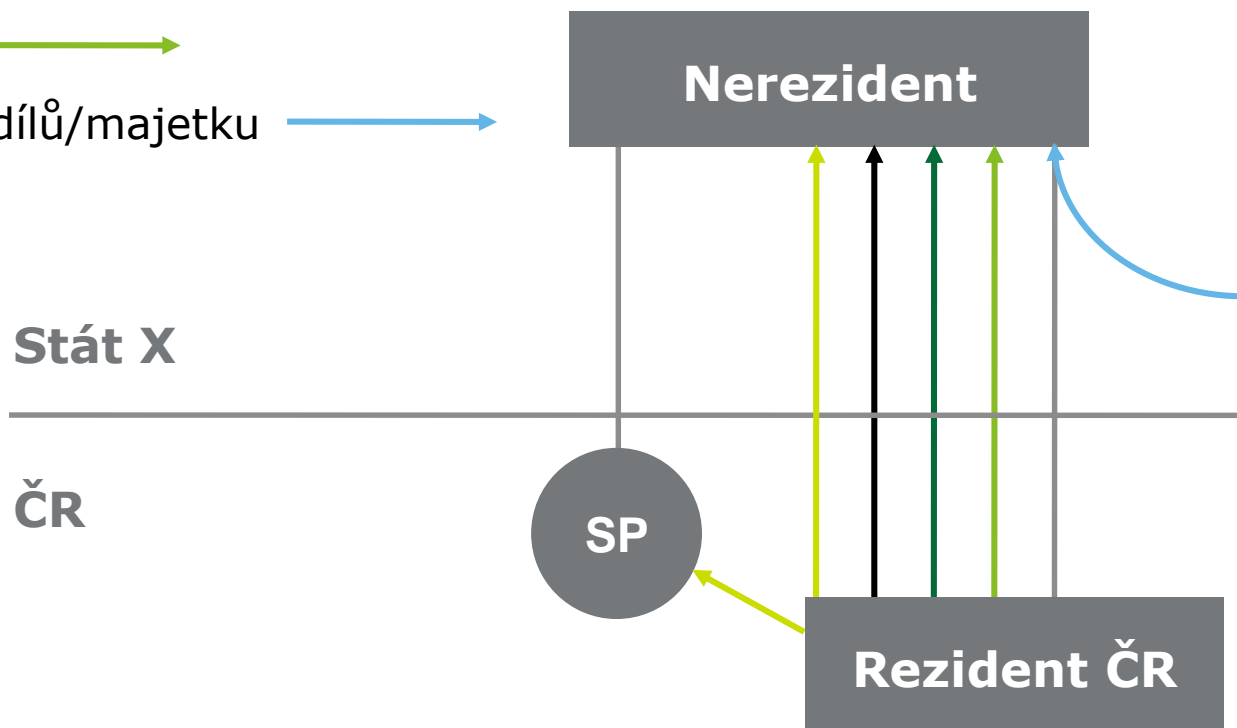 dílů/majetku
Nerezident
Stát X
ČR
SP
Rezident ČR